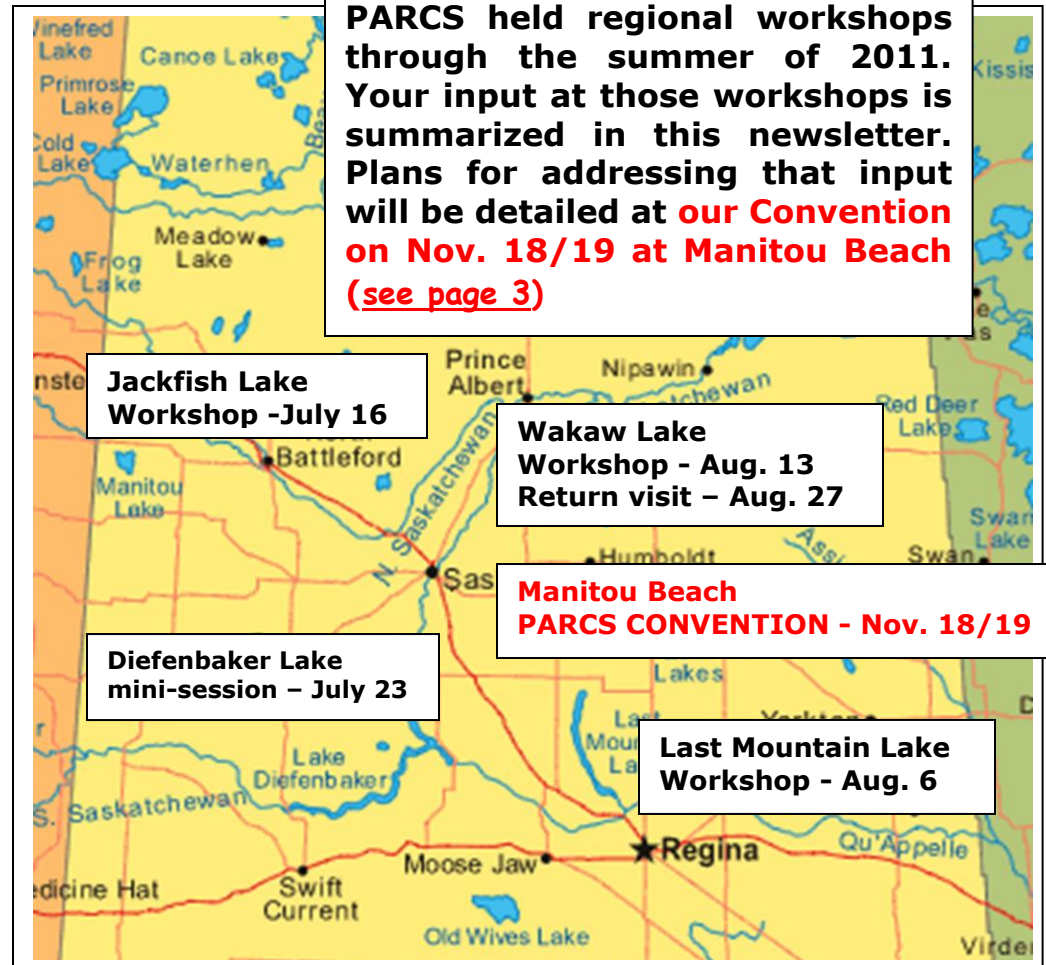 PARCS held regional workshops
through the summer of 2011.
Your input at those workshops is
summarized in this newsletter.
Plans for addressing that input
will be detailed at our Convention
on Nov. 18/19 at Manitou Beach
(see page 3)
Lake
Canoe Lake
Primrose
Lake
Lake
Waterhen
Meadow
Lake
Frog
Lake
Jackfish Lake
Workshop -July 16
Prince
Albert
Nipawin
Red Deer
Lake
Wakaw Lake
Workshop - Aug. 13
Return visit – Aug. 27
Battleford
Manitou
Lake
N. Saskatchewan
Swan
Lake
Humboldt
Swan
Manitou Beach
PARCS CONVENTION - Nov. 18/19
Diefenbaker Lake
mini-session – July 23
Lakes
Last Mountain Lake
Workshop - Aug. 6
Lake
Diefenbaker
S. Saskatchewan
Regina
Qu'Appelle
Moose Jaw
Swift
Current
Hat
Old Wives Lake